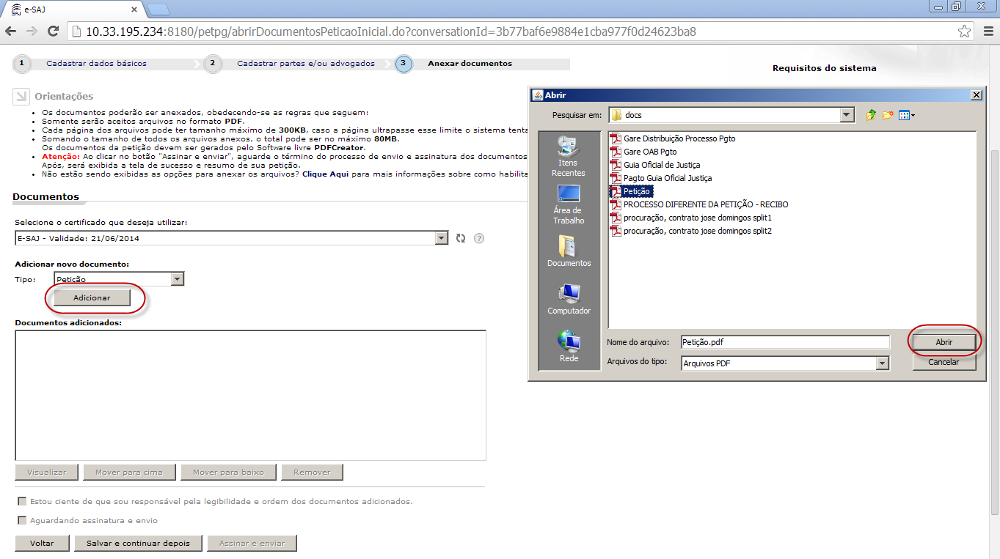 e-SAJ
10.33.195.234:8180/petpg/abrirDocumentosPeticaoInicial.do?conversationId=3b77baf6e9884e1cba977f0d24623ba8
1 Cadastrar dados básicos 2 Cadastrar partes e/ou advogados 3 Anexar documentos
Requisitos do sistema
Orientações
Os documentos poderão ser anexados, obedecendo-se as regras que seguem:
Somente serão aceitos arquivos no formato PDF.
Cada página dos arquivos pode ter tamanho máximo de 300KB, caso a página ultrapasse esse limite o sistema tenta
Somando o tamanho de todos os arquivos anexos, o total pode ser no máximo 80MB.
Os documentos da petição devem ser gerados pelo Software livre PDFCreator.
Atenção: Ao clicar no botão "Assinar e enviar", aguarde o término do processo de envio e assinatura dos documentos
Após, será exibida a tela de sucesso e resumo de sua petição.
Não estão sendo exibidas as opções para anexar os arquivos? Clique Aqui para mais informações sobre como habilita
Documentos
Selecione o certificado que deseja utilizar:
E-SAJ - Validade: 21/06/2014
?
Adicionar novo documento:
Tipo: Petição
Adicionar
Documentos adicionados:
Visualizar Mover para cima Mover para baixo Remover
Estou ciente de que sou responsável pela legibilidade e ordem dos documentos adicionados.
Aguardando assinatura e envio
Voltar Salvar e continuar depois Assinar e enviar
Abrir
Pesquisar em: docs
Itens
Recentes
Área de
Trabalho
Documentos
Computador
Rede
Gare Distribuição Processo Pgto
Gare OAB Pgto
Guia Oficial de Justiça
Pagto Guia Oficial Justiça
Petição
PROCESSO DIFERENTE DA PETIÇÃO - RECIBO
procuração, contrato jose domingos split1
procuração, contrato jose domingos split2
Nome do arquivo: Petição.pdf
Abrir
Arquivos do tipo: Arquivos PDF
Cancelar